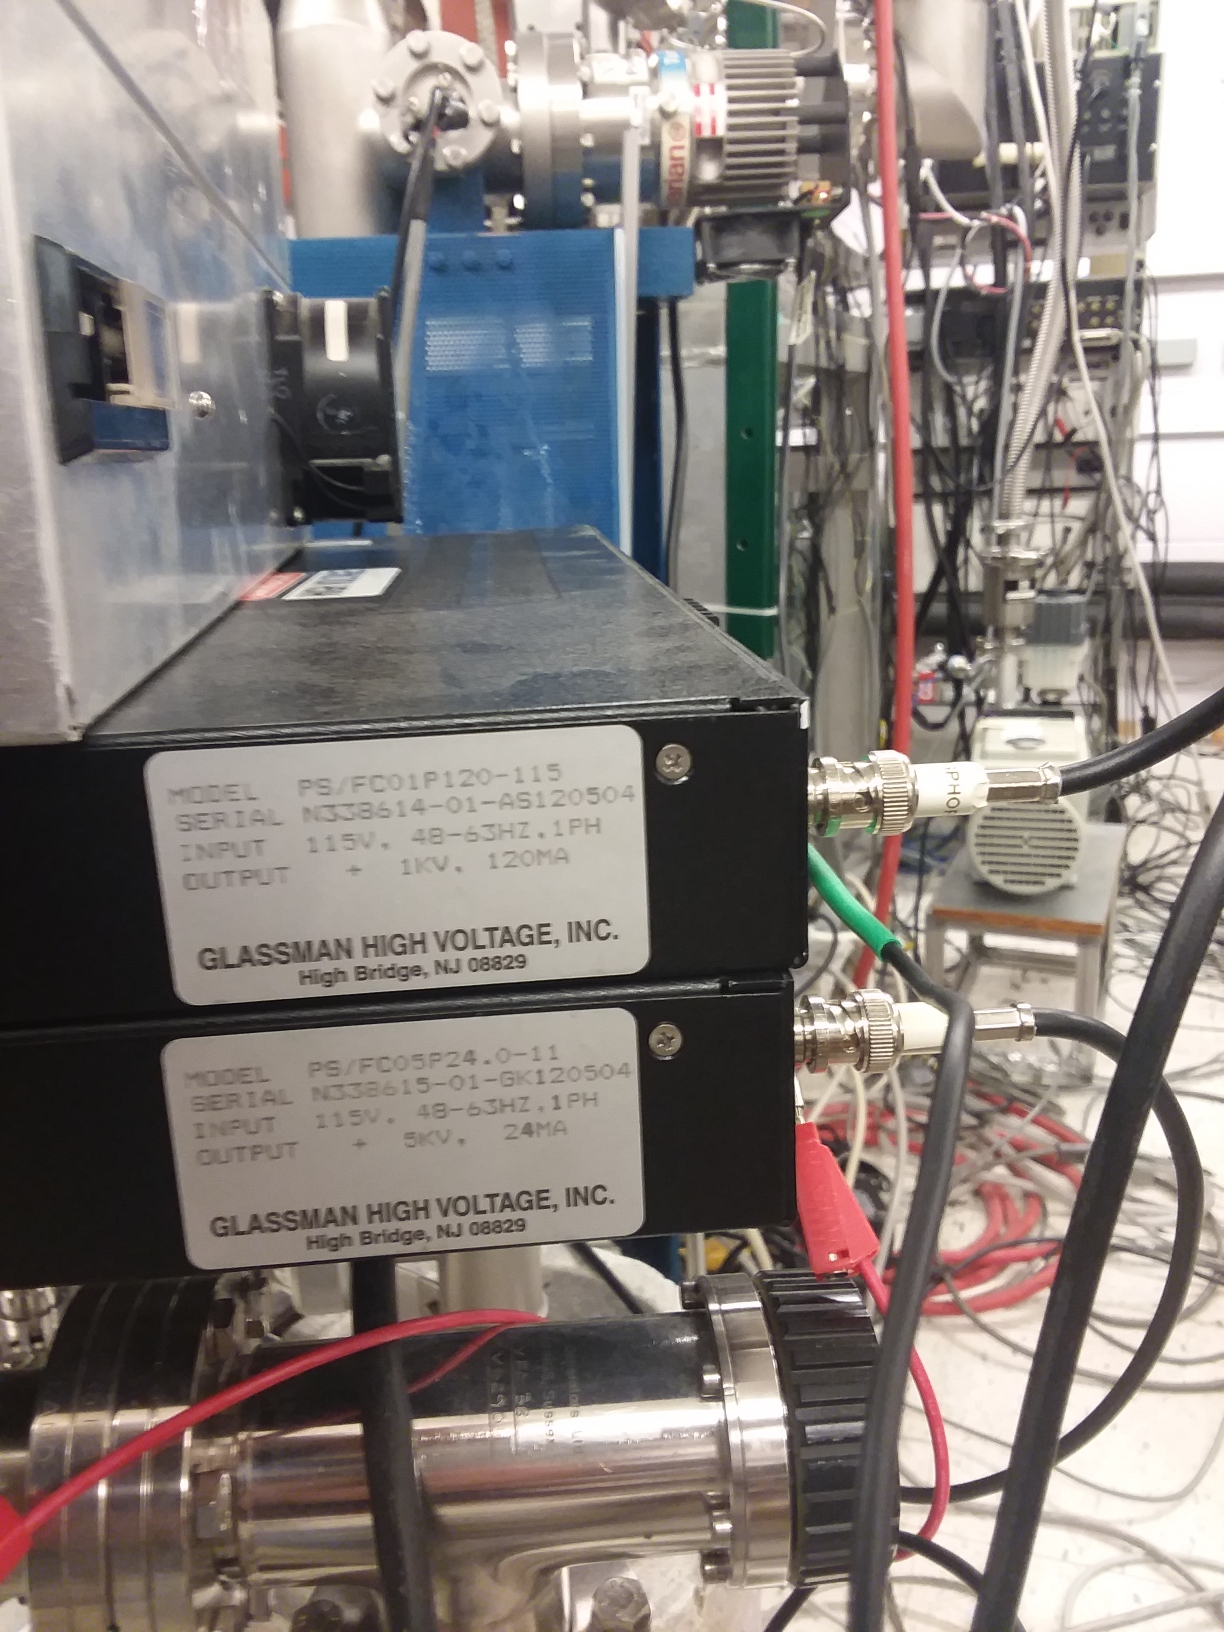 MODEL PS/FC01P120-115
SERIAL N338614-01-AS120504
INPUT 115V, 48-63HZ, 1PH
OUTPUT + 1KV, 120MA
GLASSMAN HIGH VOLTAGE, INC.
High Bridge, NJ 08829
MODEL PS/FC05P24.0-11
SERIAL N338615-01-GK120504
INPUT 115V, 48-63HZ, 1PH
OUTPUT + 5KV, 24MA
GLASSMAN HIGH VOLTAGE, INC.
High Bridge, NJ 08829